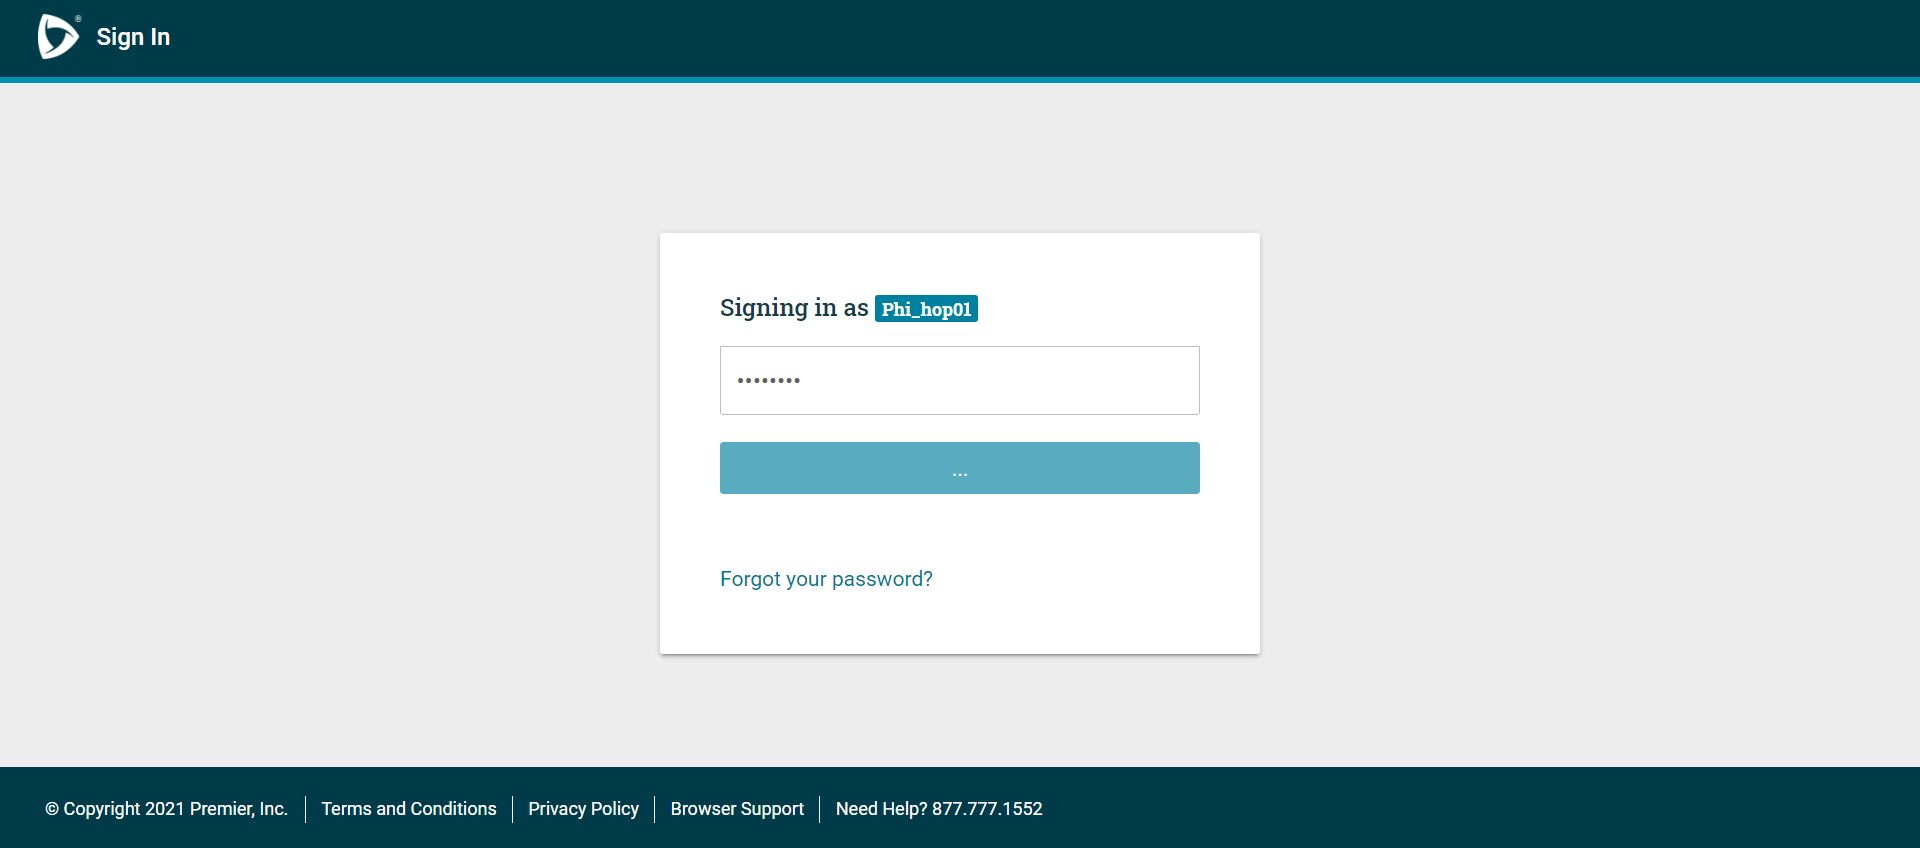 ®
Sign In
Signing in as Phi_hop01
••••••••
...
Forgot your password?
© Copyright 2021 Premier, Inc. Terms and Conditions Privacy Policy Browser Support Need Help? 877.777.1552